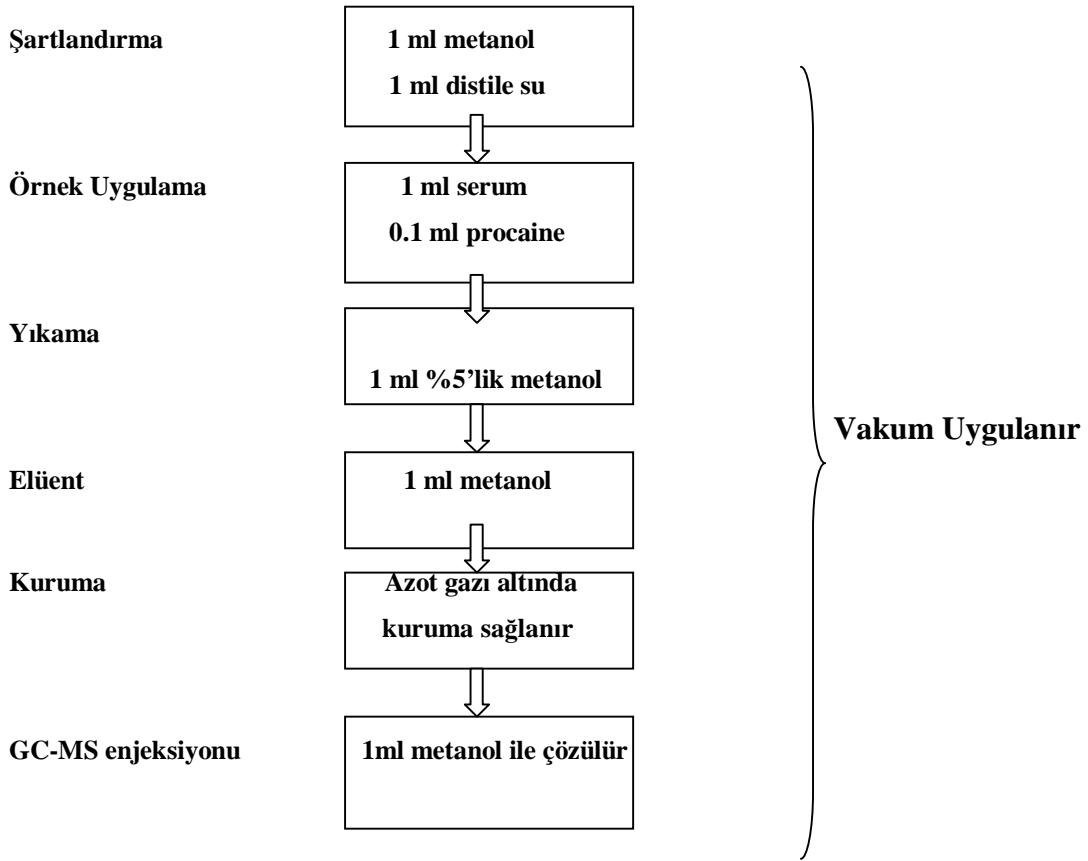 Şartlandırma
1 ml metanol
1 ml distile su
Örnek Uygulama
1 ml serum
0.1 ml procaine
Yıkama
1 ml %5’lik metanol
Vakum Uygulanır
Elüent
1 ml metanol
Kuruma
Azot gazı altında
kuruma sağlanır
GC-MS enjeksiyonu
1ml metanol ile çözülür